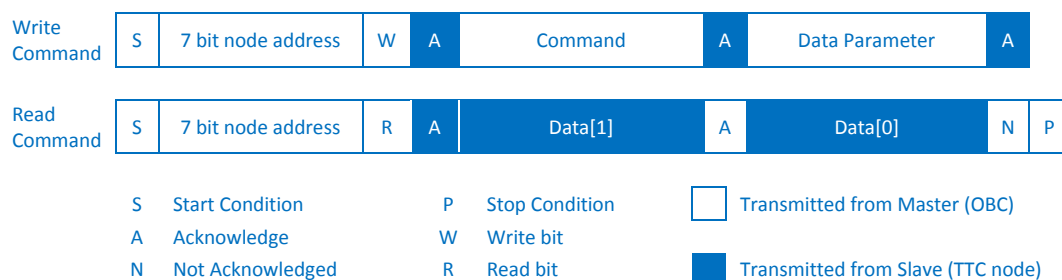 Write Command S 7 bit node address W A Command A Data Parameter A
Read Command S 7 bit node address R A Data[1] A Data[0] N P
S Start Condition P Stop Condition Transmitted from Master (OBC)
A Acknowledge W Write bit
N Not Acknowledged R Read bit Transmitted from Slave (TTC node)